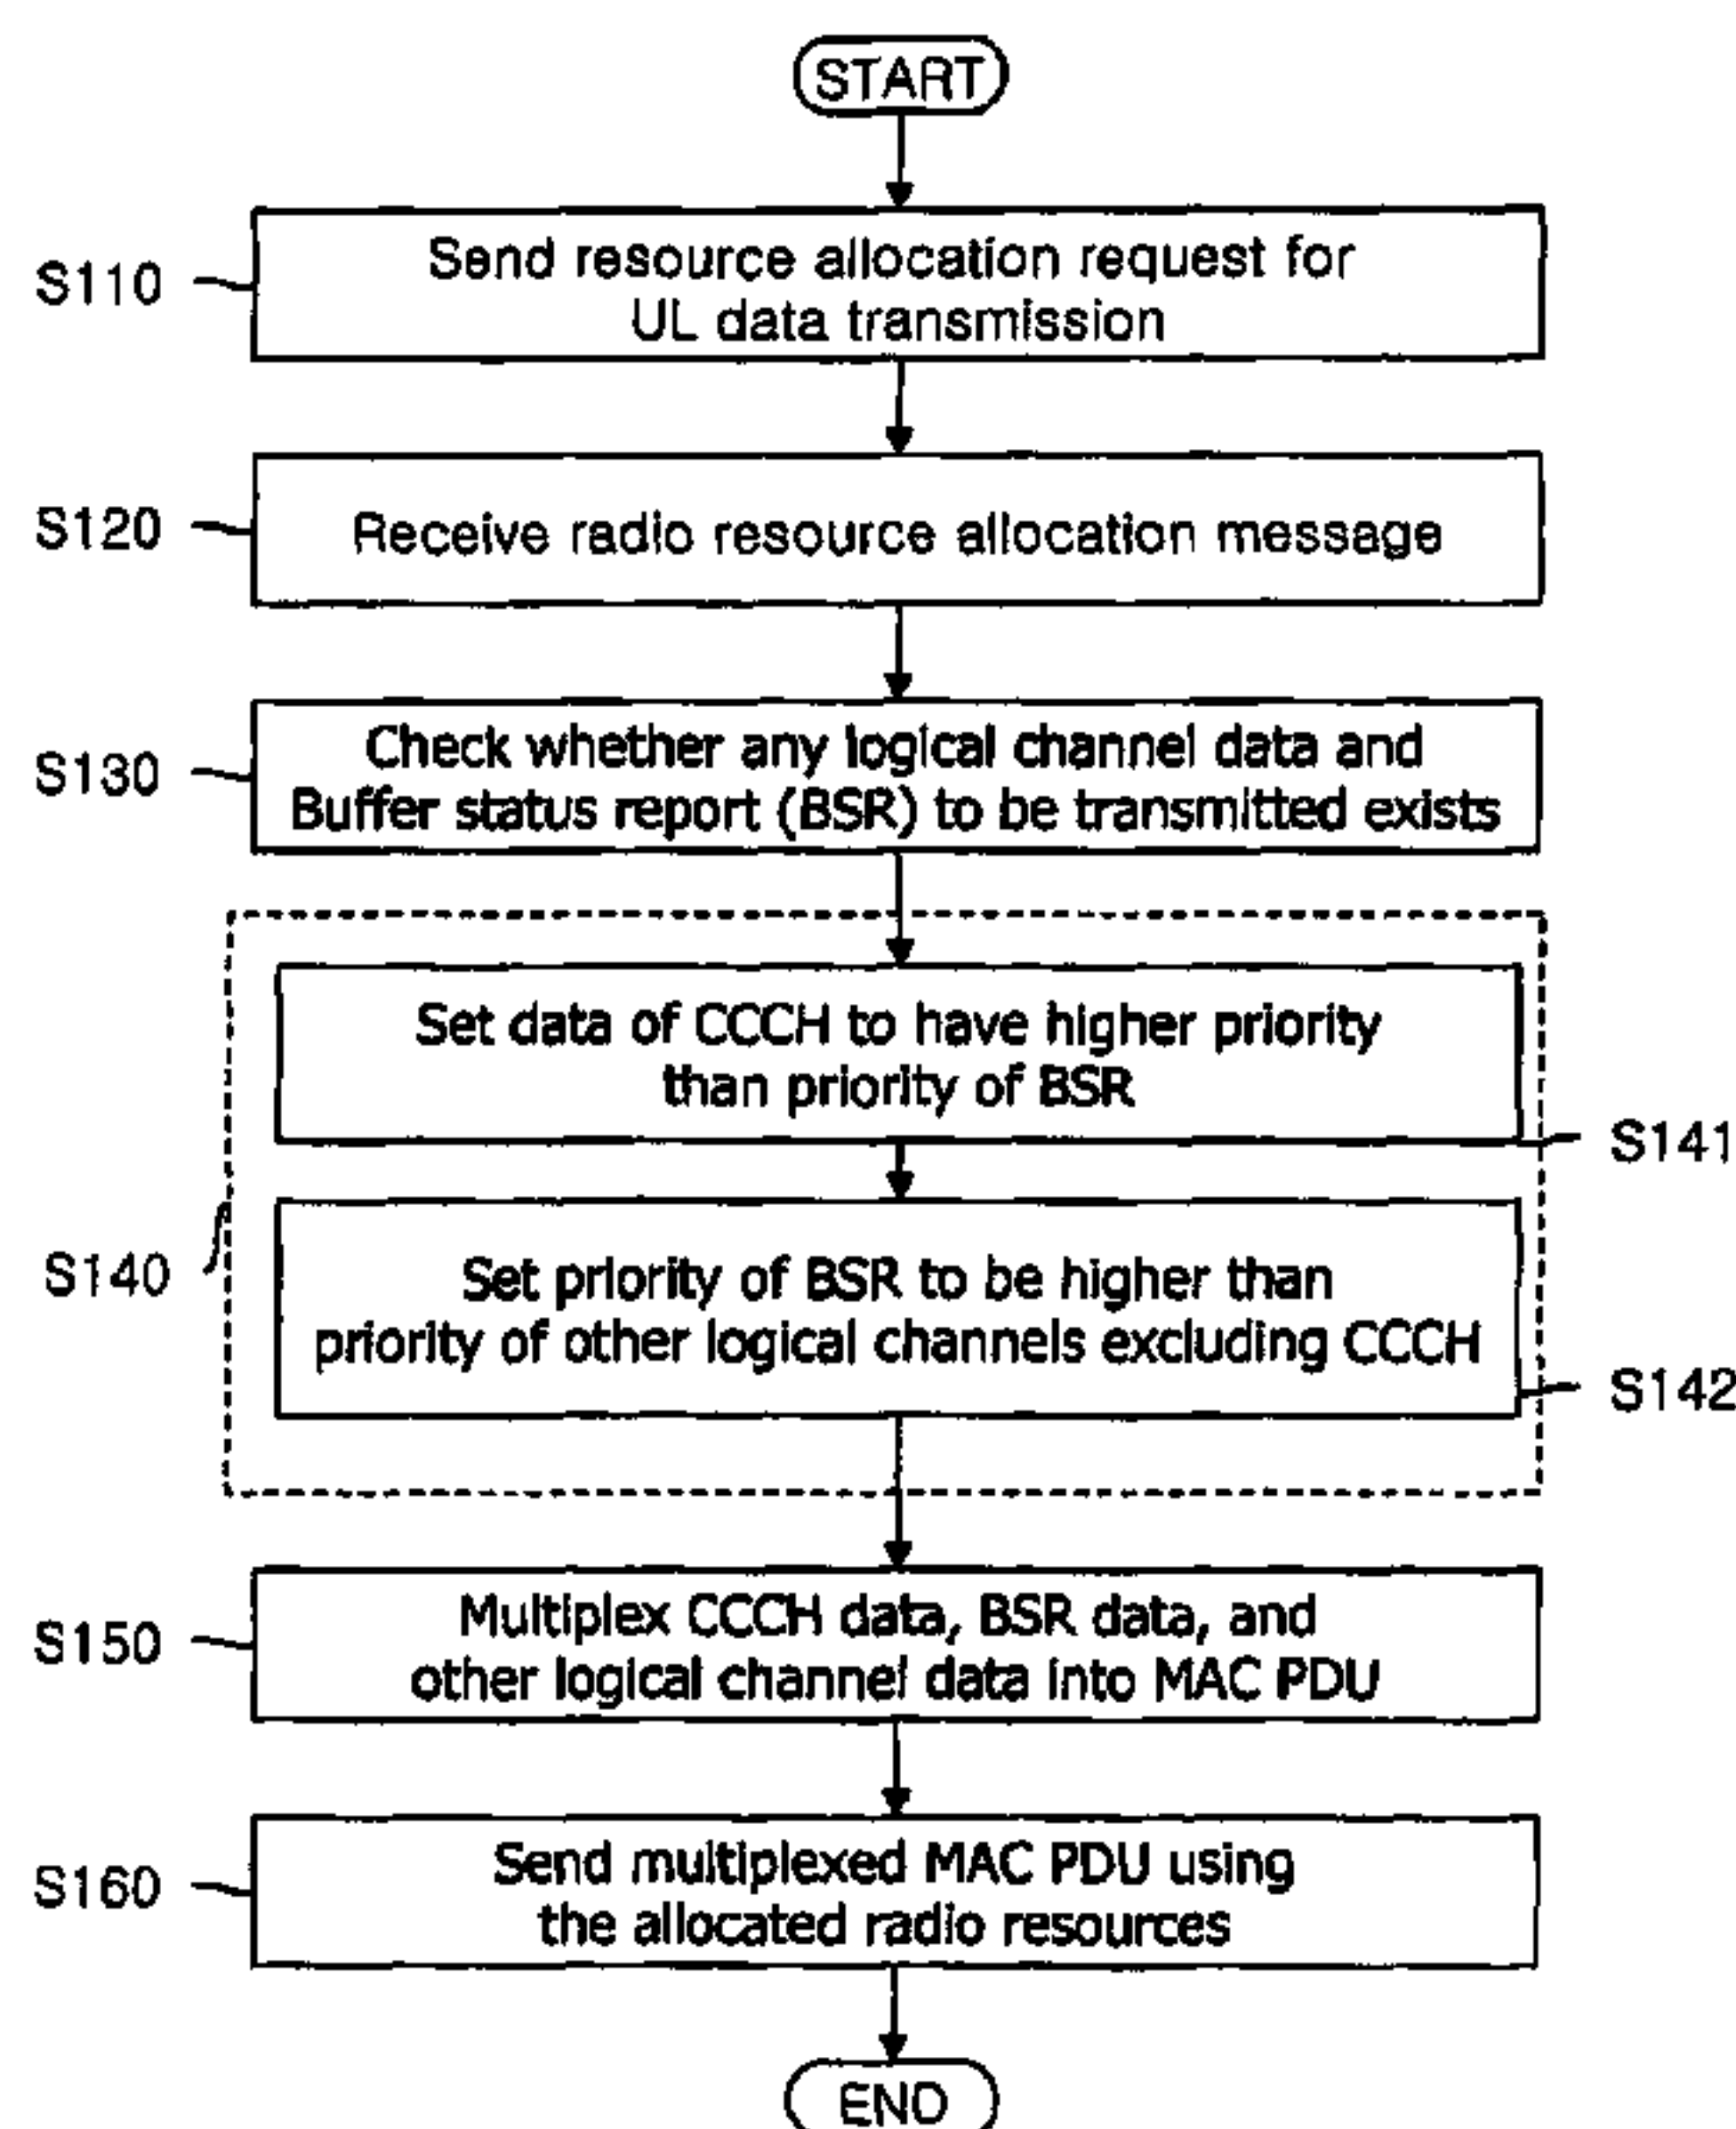 START
S110
Send resource allocation request for
UL data transmission
S120
Receive radio resource allocation message
S130
Check whether any logical channel data and
Buffer status report (BSR) to be transmitted exists
S140
Set data of CCCH to have higher priority
than priority of BSR
S141
Set priority of BSR to be higher than
priority of other logical channels excluding CCCH
S142
S150
Multiplex CCCH data, BSR data, and
other logical channel data into MAC PDU
S160
Send multiplexed MAC PDU using
the allocated radio resources
END